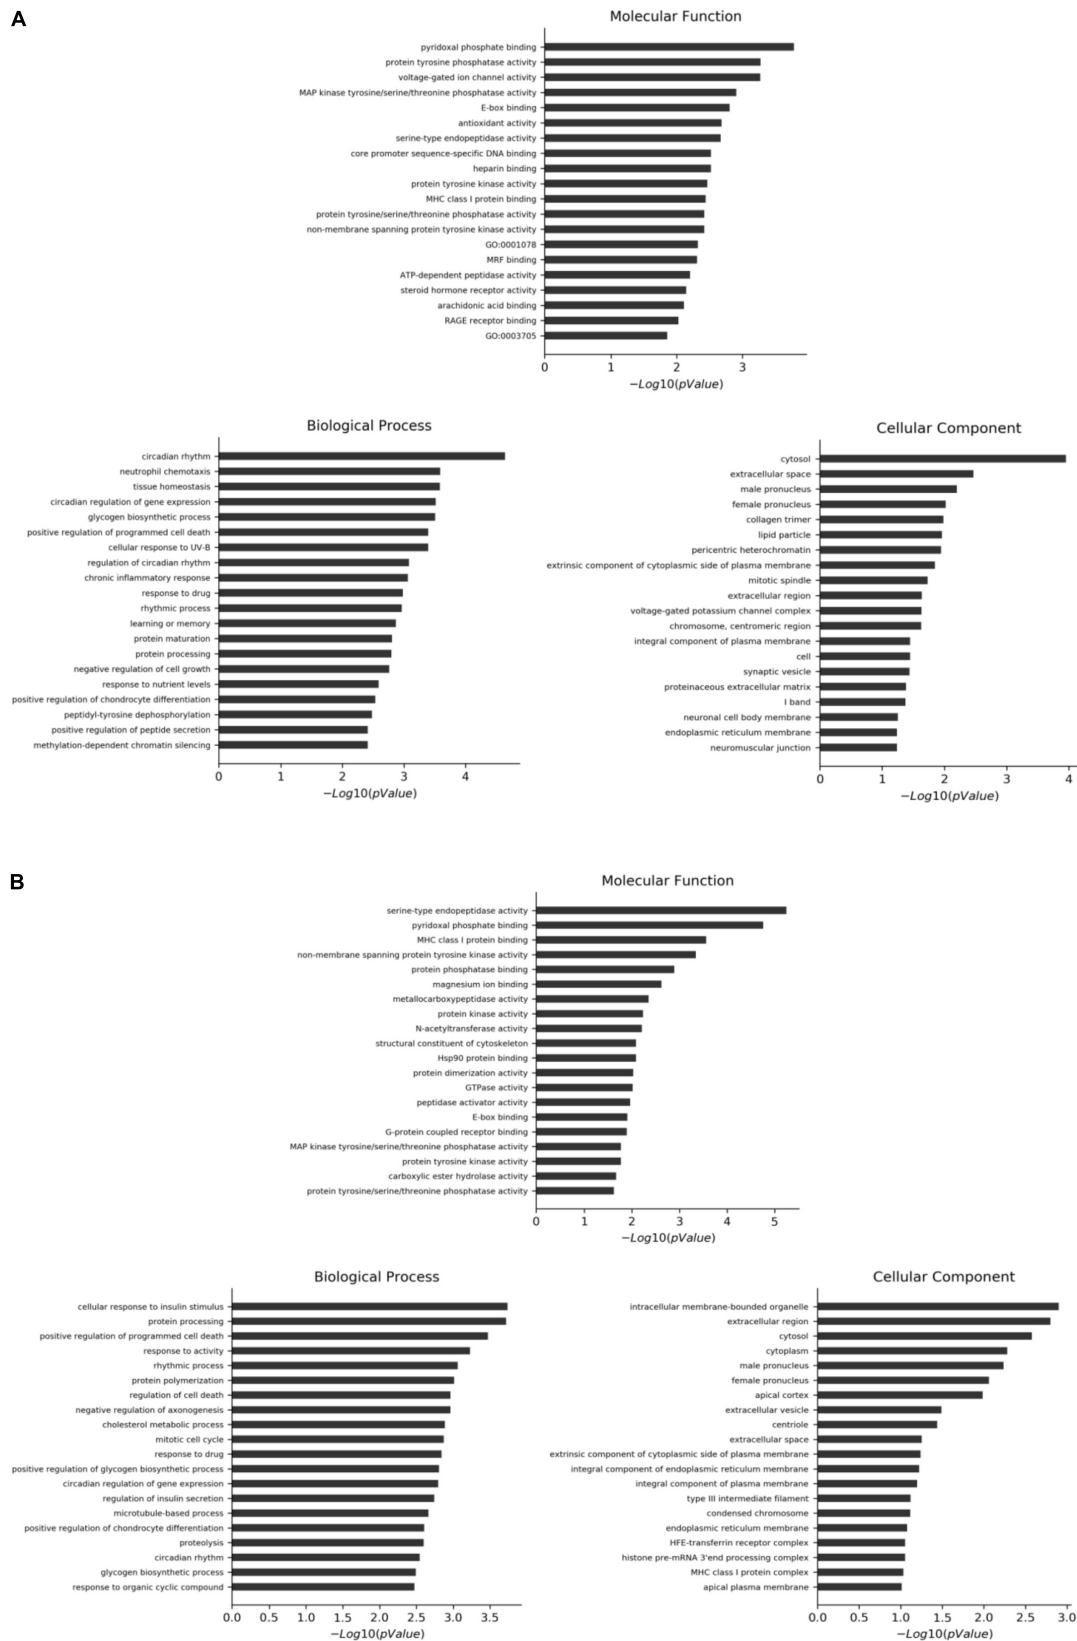 A
Molecular Function
pyridoxal phosphate binding
protein tyrosine phosphatase activity
voltage-gated ion channel activity
MAP kinase tyrosine/serine/threonine phosphatase activity
E-box binding
antioxidant activity
serine-type endopeptidase activity
core promoter sequence-specific DNA binding
heparin binding
protein tyrosine kinase activity
MHC class I protein binding
protein tyrosine/serine/threonine phosphatase activity
non-membrane spanning protein tyrosine kinase activity
GO:0001078
MRF binding
ATP-dependent peptidase activity
steroid hormone receptor activity
arachidonic acid binding
RAGE receptor binding
GO:0003705
0 1 2 3
−Log10(pValue)
Biological Process
circadian rhythm
neutrophil chemotaxis
tissue homeostasis
circadian regulation of gene expression
glycogen biosynthetic process
positive regulation of programmed cell death
cellular response to UV-B
regulation of circadian rhythm
chronic inflammatory response
response to drug
rhythmic process
learning or memory
protein maturation
protein processing
negative regulation of cell growth
response to nutrient levels
positive regulation of chondrocyte differentiation
peptidyl-tyrosine dephosphorylation
positive regulation of peptide secretion
methylation-dependent chromatin silencing
0 1 2 3 4
−Log10(pValue)
Cellular Component
cytosol
extracellular space
male pronucleus
female pronucleus
collagen trimer
lipid particle
pericentric heterochromatin
extrinsic component of cytoplasmic side of plasma membrane
mitotic spindle
extracellular region
voltage-gated potassium channel complex
chromosome, centromeric region
integral component of plasma membrane
cell
synaptic vesicle
proteinaceous extracellular matrix
I band
neuronal cell body membrane
endoplasmic reticulum membrane
neuromuscular junction
0 1 2 3 4
−Log10(pValue)
B
Molecular Function
serine-type endopeptidase activity
pyridoxal phosphate binding
MHC class I protein binding
non-membrane spanning protein tyrosine kinase activity
protein phosphatase binding
magnesium ion binding
metallocarboxypeptidase activity
protein kinase activity
N-acetyltransferase activity
structural constituent of cytoskeleton
Hsp90 protein binding
protein dimerization activity
GTPase activity
peptidase activator activity
E-box binding
G-protein coupled receptor binding
MAP kinase tyrosine/serine/threonine phosphatase activity
protein tyrosine kinase activity
carboxylic ester hydrolase activity
protein tyrosine/serine/threonine phosphatase activity
0 1 2 3 4 5
−Log10(pValue)
Biological Process
cellular response to insulin stimulus
protein processing
positive regulation of programmed cell death
response to activity
rhythmic process
protein polymerization
regulation of cell death
negative regulation of axonogenesis
cholesterol metabolic process
mitotic cell cycle
response to drug
positive regulation of glycogen biosynthetic process
circadian regulation of gene expression
regulation of insulin secretion
microtubule-based process
positive regulation of chondrocyte differentiation
proteolysis
circadian rhythm
glycogen biosynthetic process
response to organic cyclic compound
0.0 0.5 1.0 1.5 2.0 2.5 3.0 3.5
−Log10(pValue)
Cellular Component
intracellular membrane-bounded organelle
extracellular region
cytosol
cytoplasm
male pronucleus
female pronucleus
apical cortex
extracellular vesicle
centriole
extracellular space
extrinsic component of cytoplasmic side of plasma membrane
integral component of endoplasmic reticulum membrane
integral component of plasma membrane
type III intermediate filament
condensed chromosome
endoplasmic reticulum membrane
HFE-transferrin receptor complex
histone pre-mRNA 3'end processing complex
MHC class I protein complex
apical plasma membrane
0.0 0.5 1.0 1.5 2.0 2.5 3.0
−Log10(pValue)